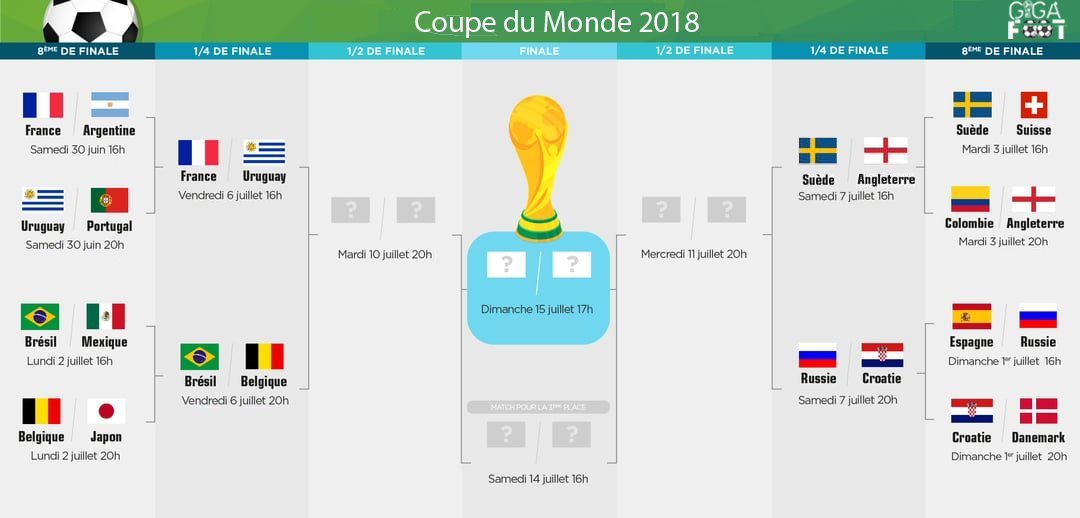 Coupe du Monde 2018
GIGA
FOOT
8ÈME DE FINALE
1/4 DE FINALE
1/2 DE FINALE
FINALE
1/2 DE FINALE
1/4 DE FINALE
8ÈME DE FINALE
France Argentine
Samedi 30 juin 16h
Uruguay Portugal
Samedi 30 juin 20h
Brésil Mexique
Lundi 2 juillet 16h
Belgique Japon
Lundi 2 juillet 20h
France Uruguay
Vendredi 6 juillet 16h
Brésil Belgique
Vendredi 6 juillet 20h
? ?
Mardi 10 juillet 20h
? ?
Dimanche 15 juillet 17h
MATCH POUR LA 3ÈME PLACE
? ?
Samedi 14 juillet 16h
? ?
Mercredi 11 juillet 20h
Suède Angleterre
Samedi 7 juillet 16h
Russie Croatie
Samedi 7 juillet 20h
Suède Suisse
Mardi 3 juillet 16h
Colombie Angleterre
Mardi 3 juillet 20h
Espagne Russie
Dimanche 1er juillet 16h
Croatie Danemark
Dimanche 1er juillet 20h